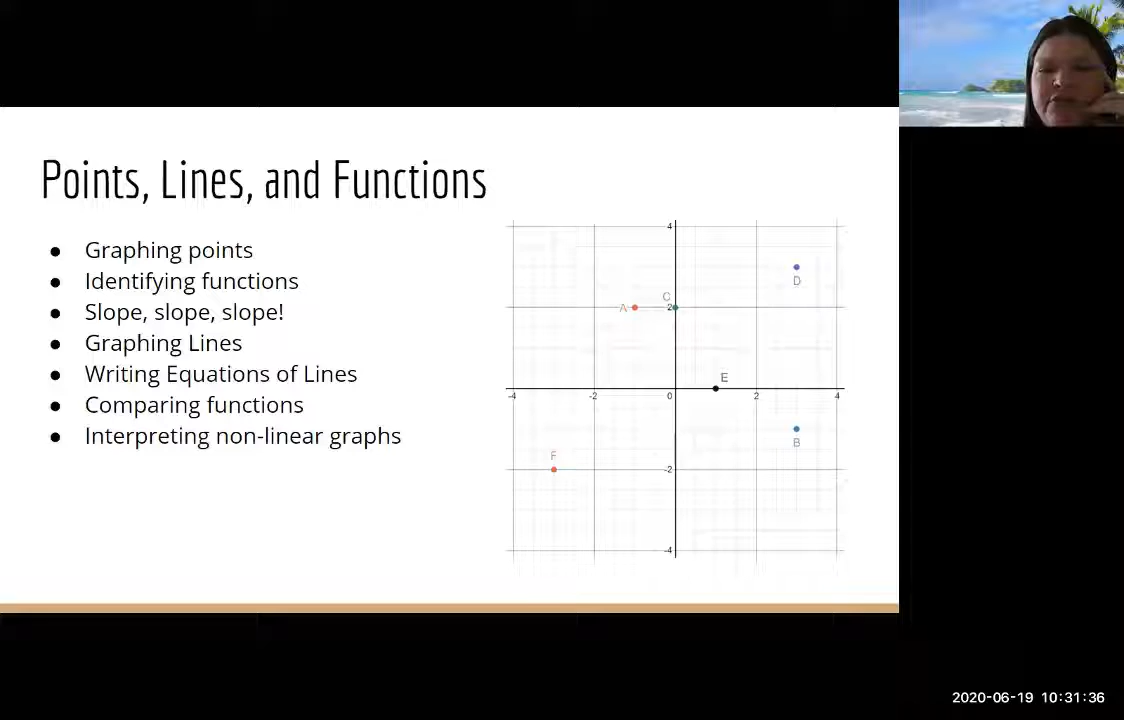 Points, Lines, and Functions
● Graphing points
● Identifying functions
● Slope, slope, slope!
● Graphing Lines
● Writing Equations of Lines
● Comparing functions
● Interpreting non-linear graphs
4
D
C
A
2
E
-4 -2 0 2 4
B
F
-2
-4
2020-06-19 10:31:36